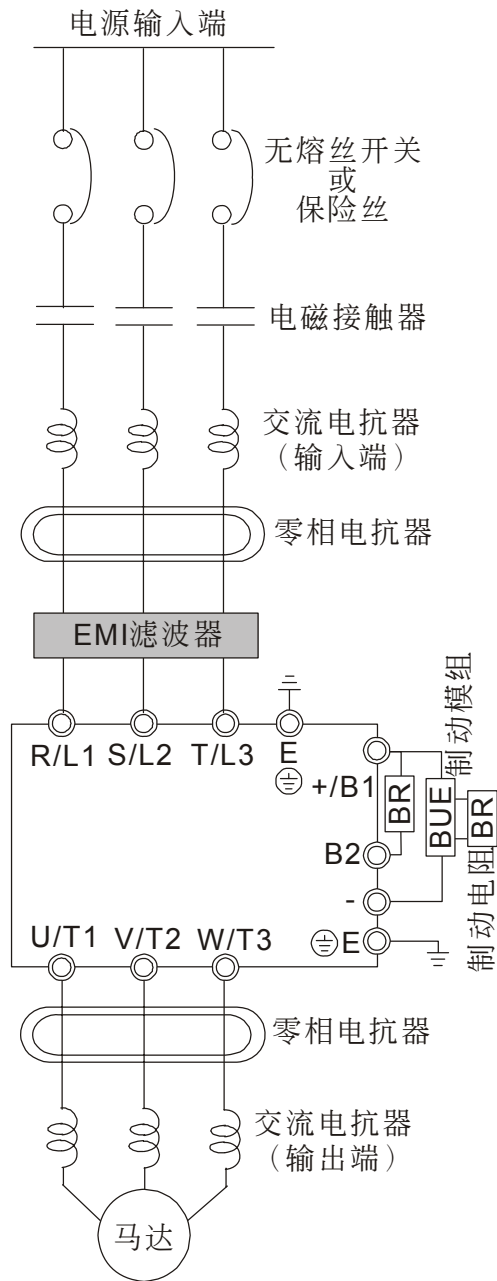 电源输入端
无熔丝开关
或
保险丝
电磁接触器
交流电抗器
（输入端）
零相电抗器
EMI滤波器
R/L1 S/L2 T/L3 E
+/B1
BR
BUE
BR
制动模组
制动电阻
B2
-
E
U/T1 V/T2 W/T3
零相电抗器
交流电抗器
（输出端）
马达